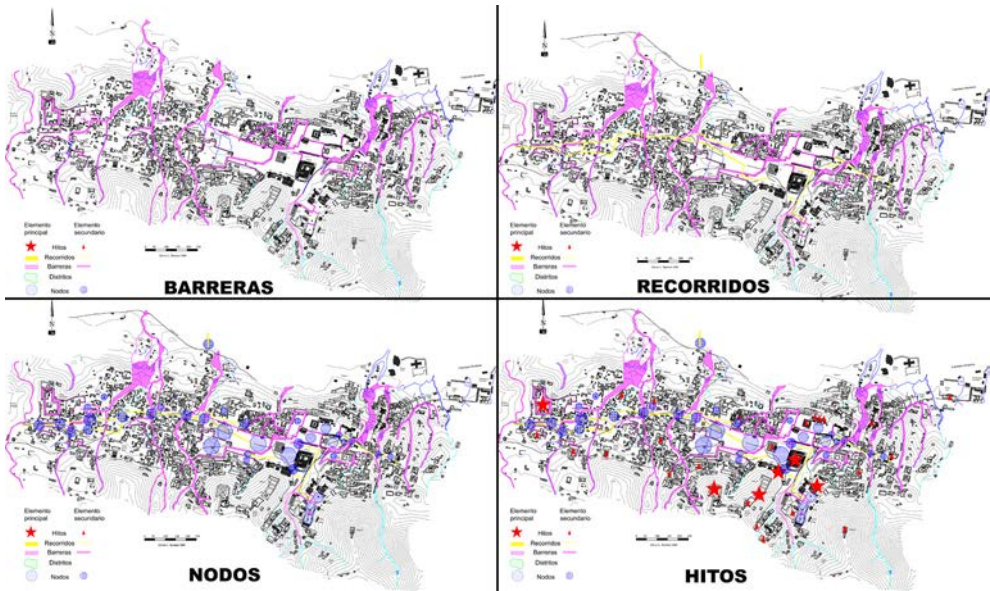 Elemento principal
Elemento secundario
Hitos
Recorridos
Barreras
Distritos
Nodos
BARRERAS
Elemento principal
Elemento secundario
Hitos
Recorridos
Barreras
Distritos
Nodos
RECORRIDOS
Elemento principal
Elemento secundario
Hitos
Recorridos
Barreras
Distritos
Nodos
NODOS
Elemento principal
Elemento secundario
Hitos
Recorridos
Barreras
Distritos
Nodos
HITOS